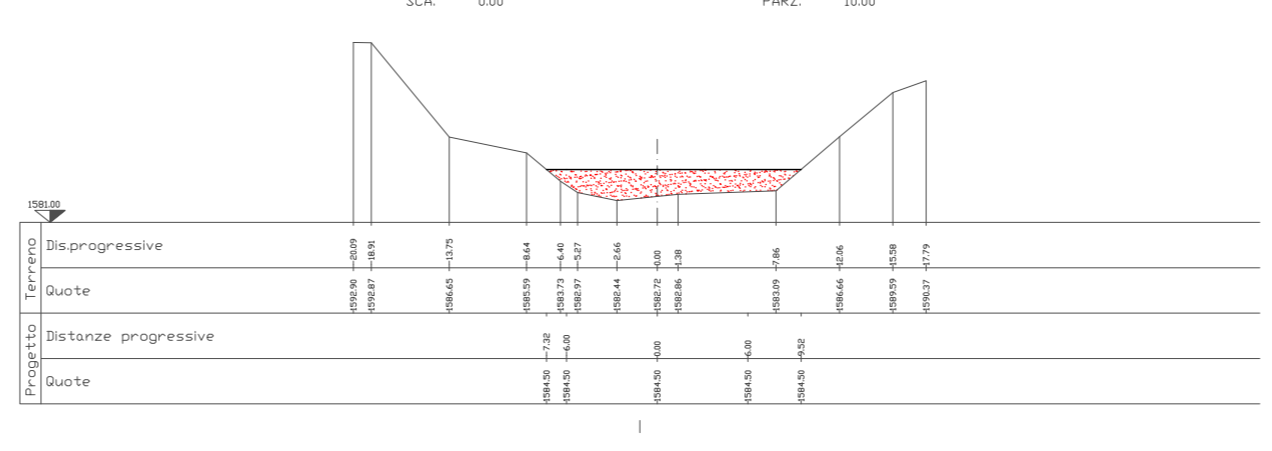 SCA. 0.00 PARZ. 10.00
1581.00
Terreno
Dis.progressive -20.09 -18.91 -13.75 -8.64 -6.40 -5.27 -2.66 0.00 1.38 7.86 12.06 15.58 17.79
Quote 1592.90 1592.87 1586.65 1585.59 1583.73 1582.97 1582.44 1582.72 1582.86 1583.09 1586.66 1589.59 1590.37
Progetto
Distanze progressive -7.32 -6.00 0.00 6.00 9.52
Quote 1584.50 1584.50 1584.50 1584.50 1584.50